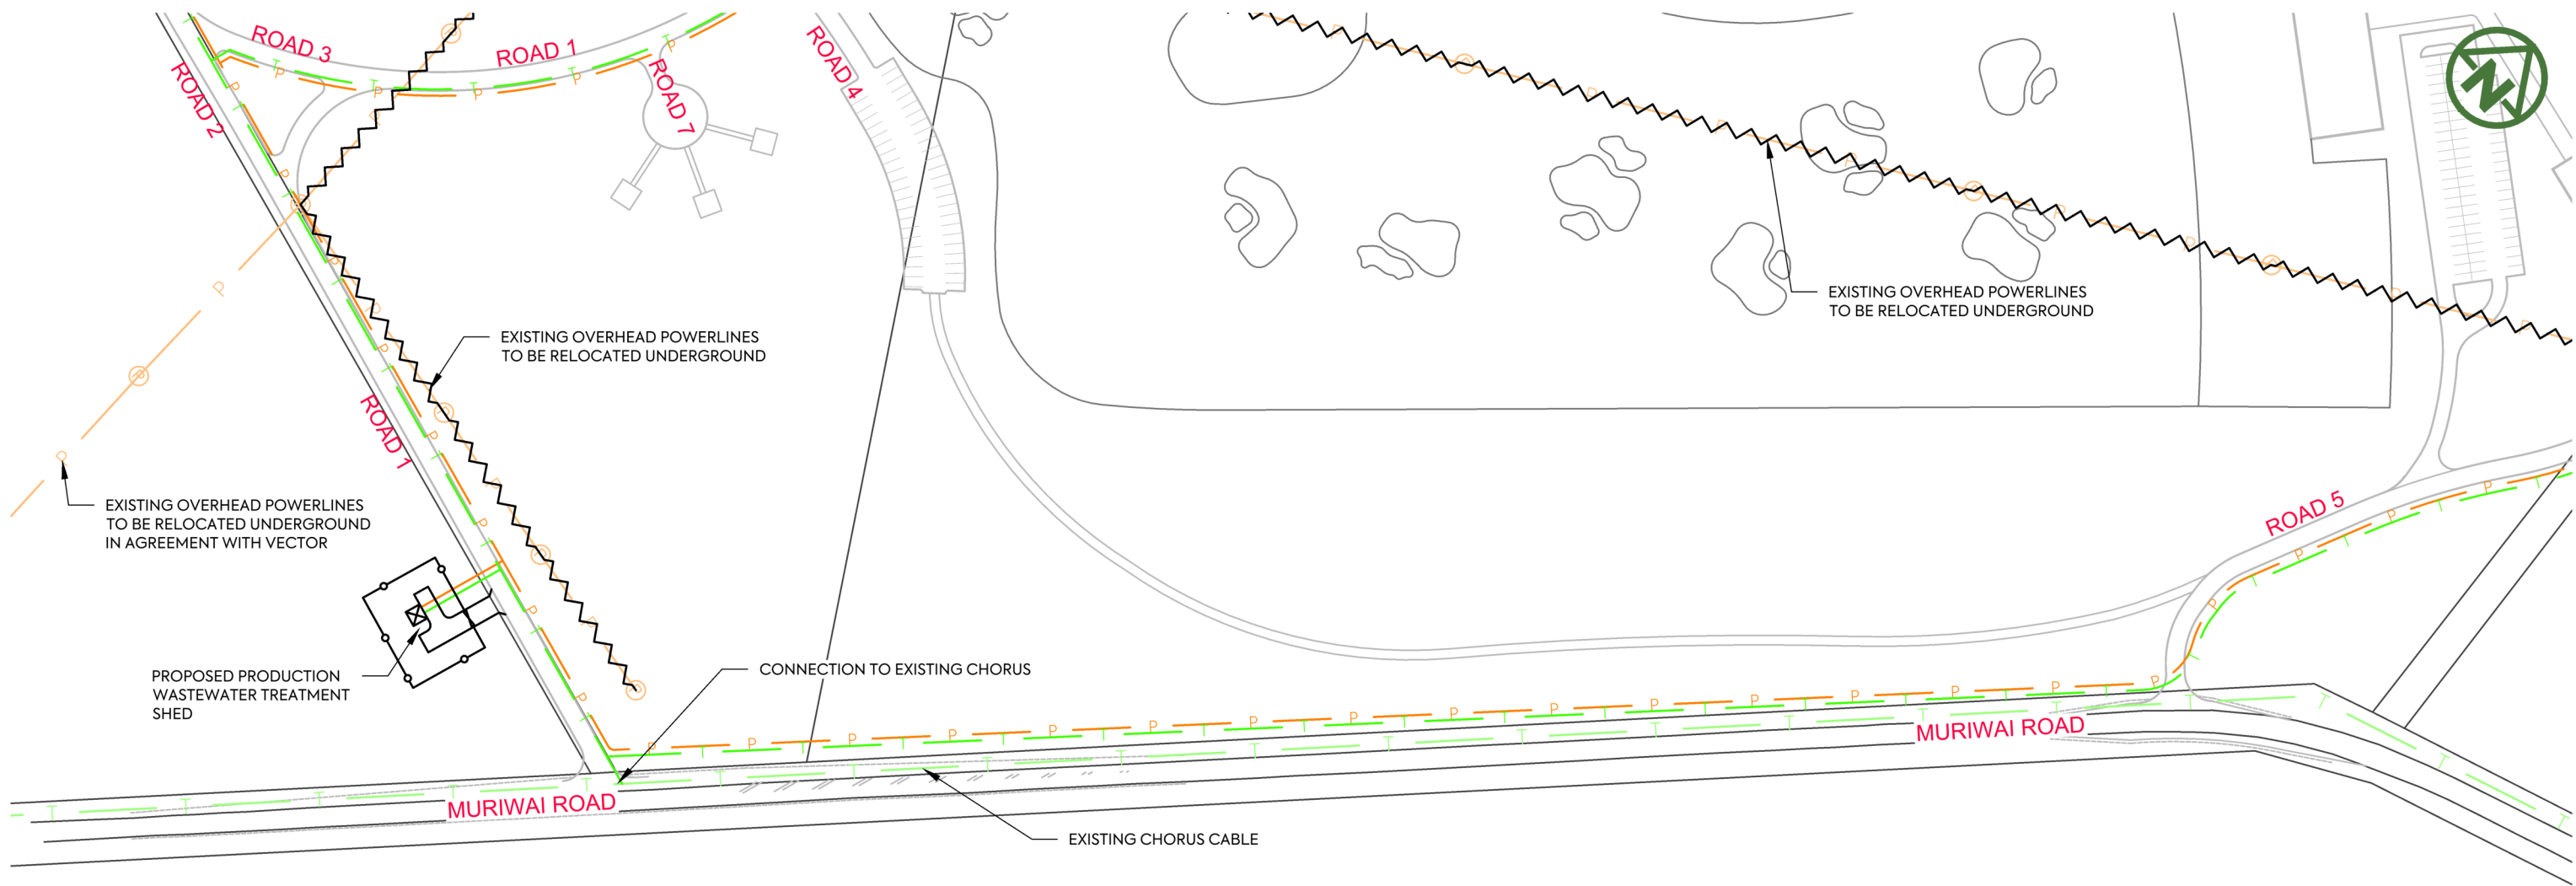 ROAD 3
ROAD 1
ROAD 2
ROAD 7
ROAD 4
N
EXISTING OVERHEAD POWERLINES
TO BE RELOCATED UNDERGROUND
EXISTING OVERHEAD POWERLINES
TO BE RELOCATED UNDERGROUND
ROAD 1
EXISTING OVERHEAD POWERLINES
TO BE RELOCATED UNDERGROUND
IN AGREEMENT WITH VECTOR
ROAD 5
PROPOSED PRODUCTION
WASTEWATER TREATMENT
SHED
CONNECTION TO EXISTING CHORUS
MURIWAI ROAD
MURIWAI ROAD
EXISTING CHORUS CABLE